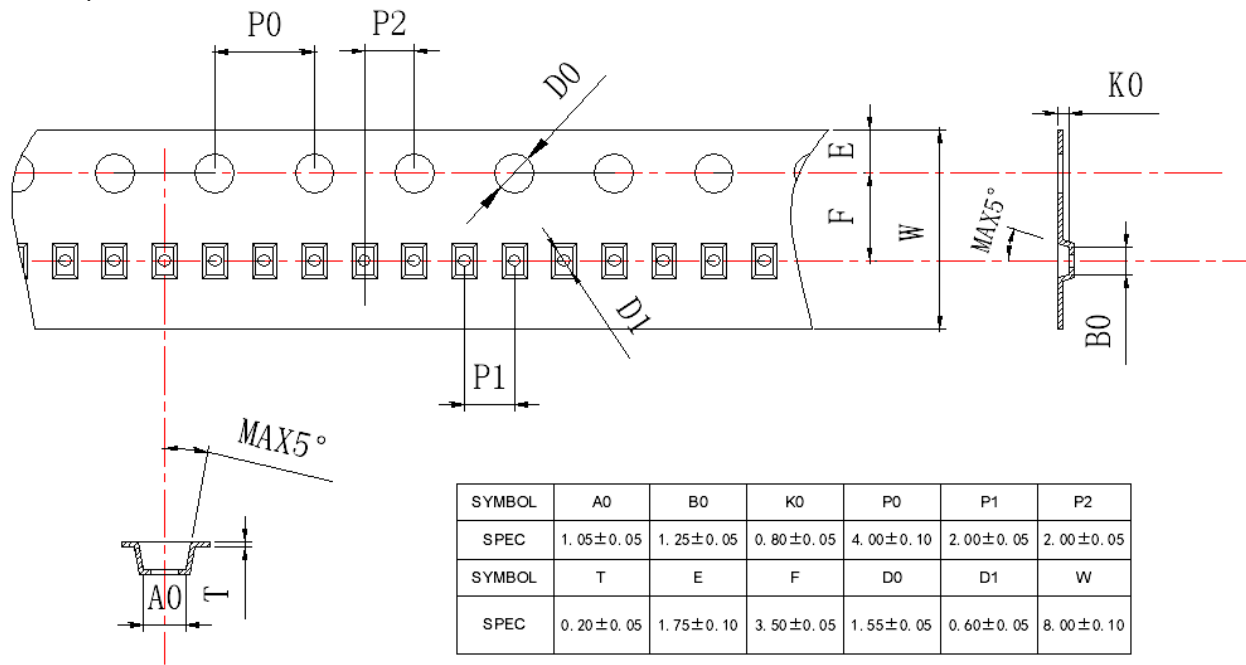 P0
P2
D0
K0
E
F
W
MAX5°
B0
D1
P1
MAX5°
A0
T
SYMBOL A0 B0 K0 P0 P1 P2
SPEC 1.05±0.05 1.25±0.05 0.80±0.05 4.00±0.10 2.00±0.05 2.00±0.05
SYMBOL T E F D0 D1 W
SPEC 0.20±0.05 1.75±0.10 3.50±0.05 1.55±0.05 0.60±0.05 8.00±0.10